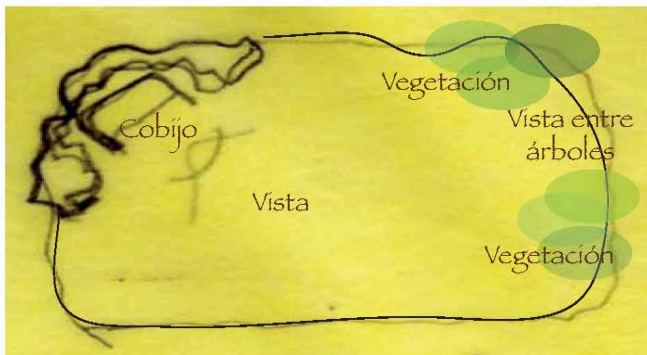 Vegetación
Cobijo
Vista entre
árboles
Vista
Vegetación